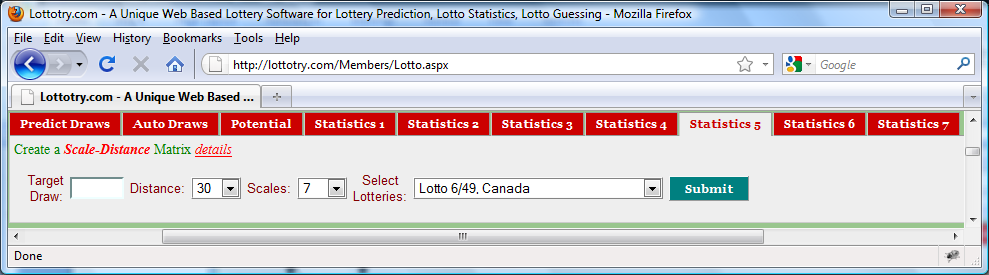 Lottotry.com - A Unique Web Based Lottery Software for Lottery Prediction, Lotto Statistics, Lotto Guessing - Mozilla Firefox
File Edit View History Bookmarks Tools Help
http://lottotry.com/Members/Lotto.aspx Google
Lottotry.com - A Unique Web Based ...
Predict Draws Auto Draws Potential Statistics 1 Statistics 2 Statistics 3 Statistics 4 Statistics 5 Statistics 6 Statistics 7
Create a Scale-Distance Matrix details
Target Draw: Distance: 30 Scales: 7 Select Lotteries: Lotto 6/49, Canada Submit
Done